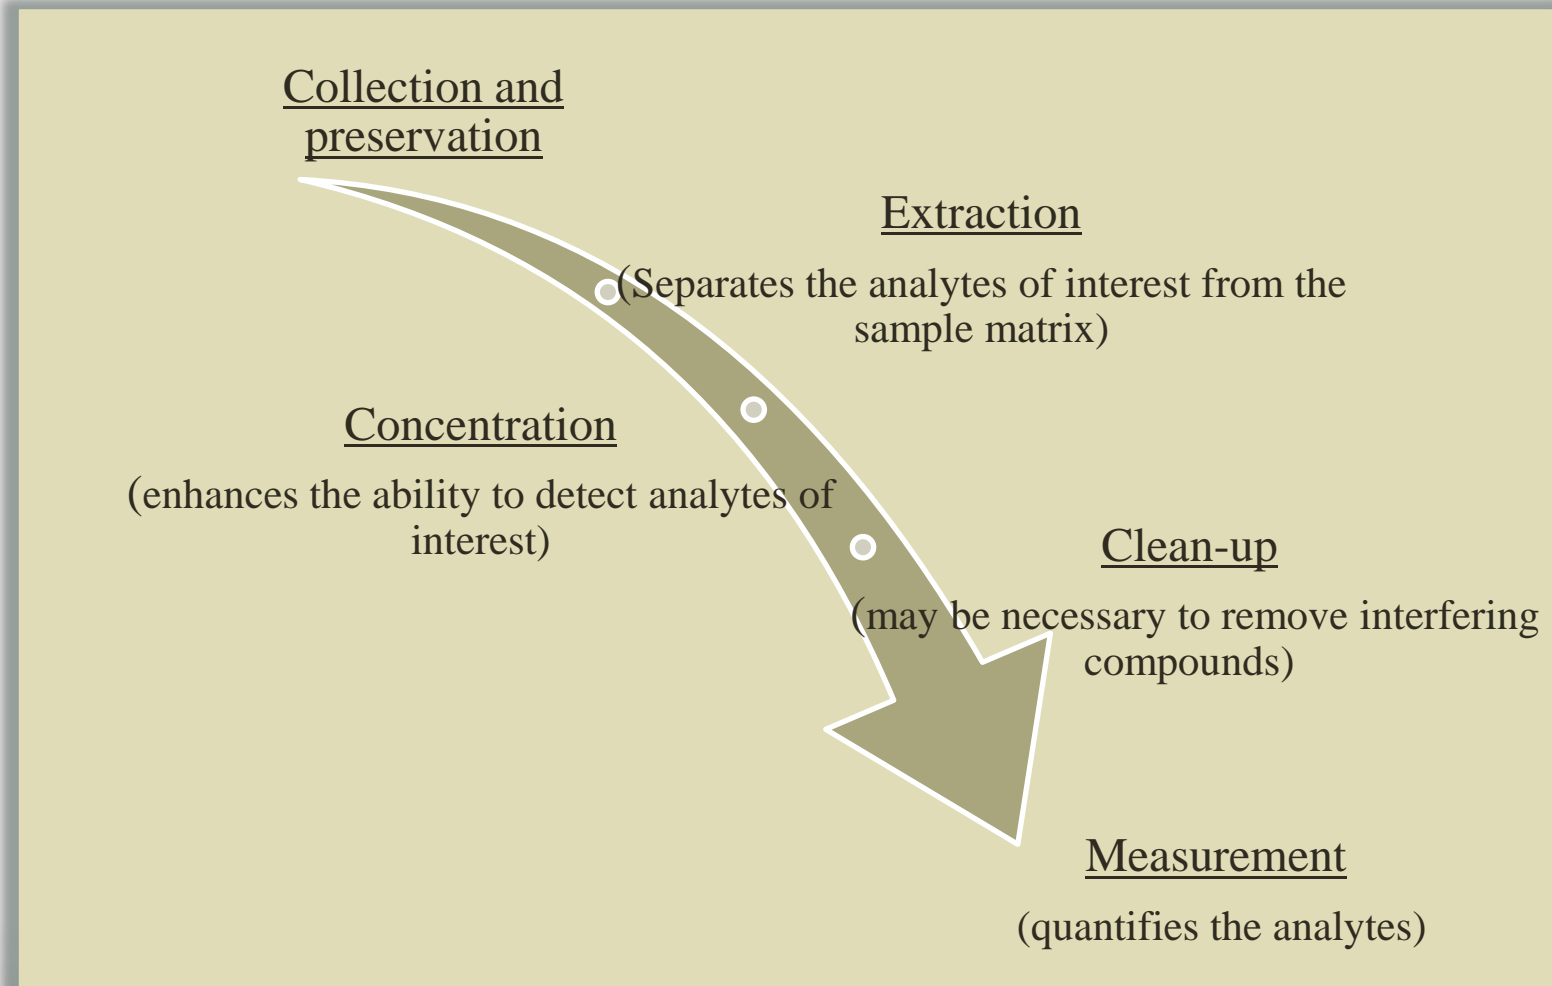 Collection and
preservation
Extraction
(Separates the analytes of interest from the
sample matrix)
Concentration
(enhances the ability to detect analytes of
interest)
Clean-up
(may be necessary to remove interfering
compounds)
Measurement
(quantifies the analytes)